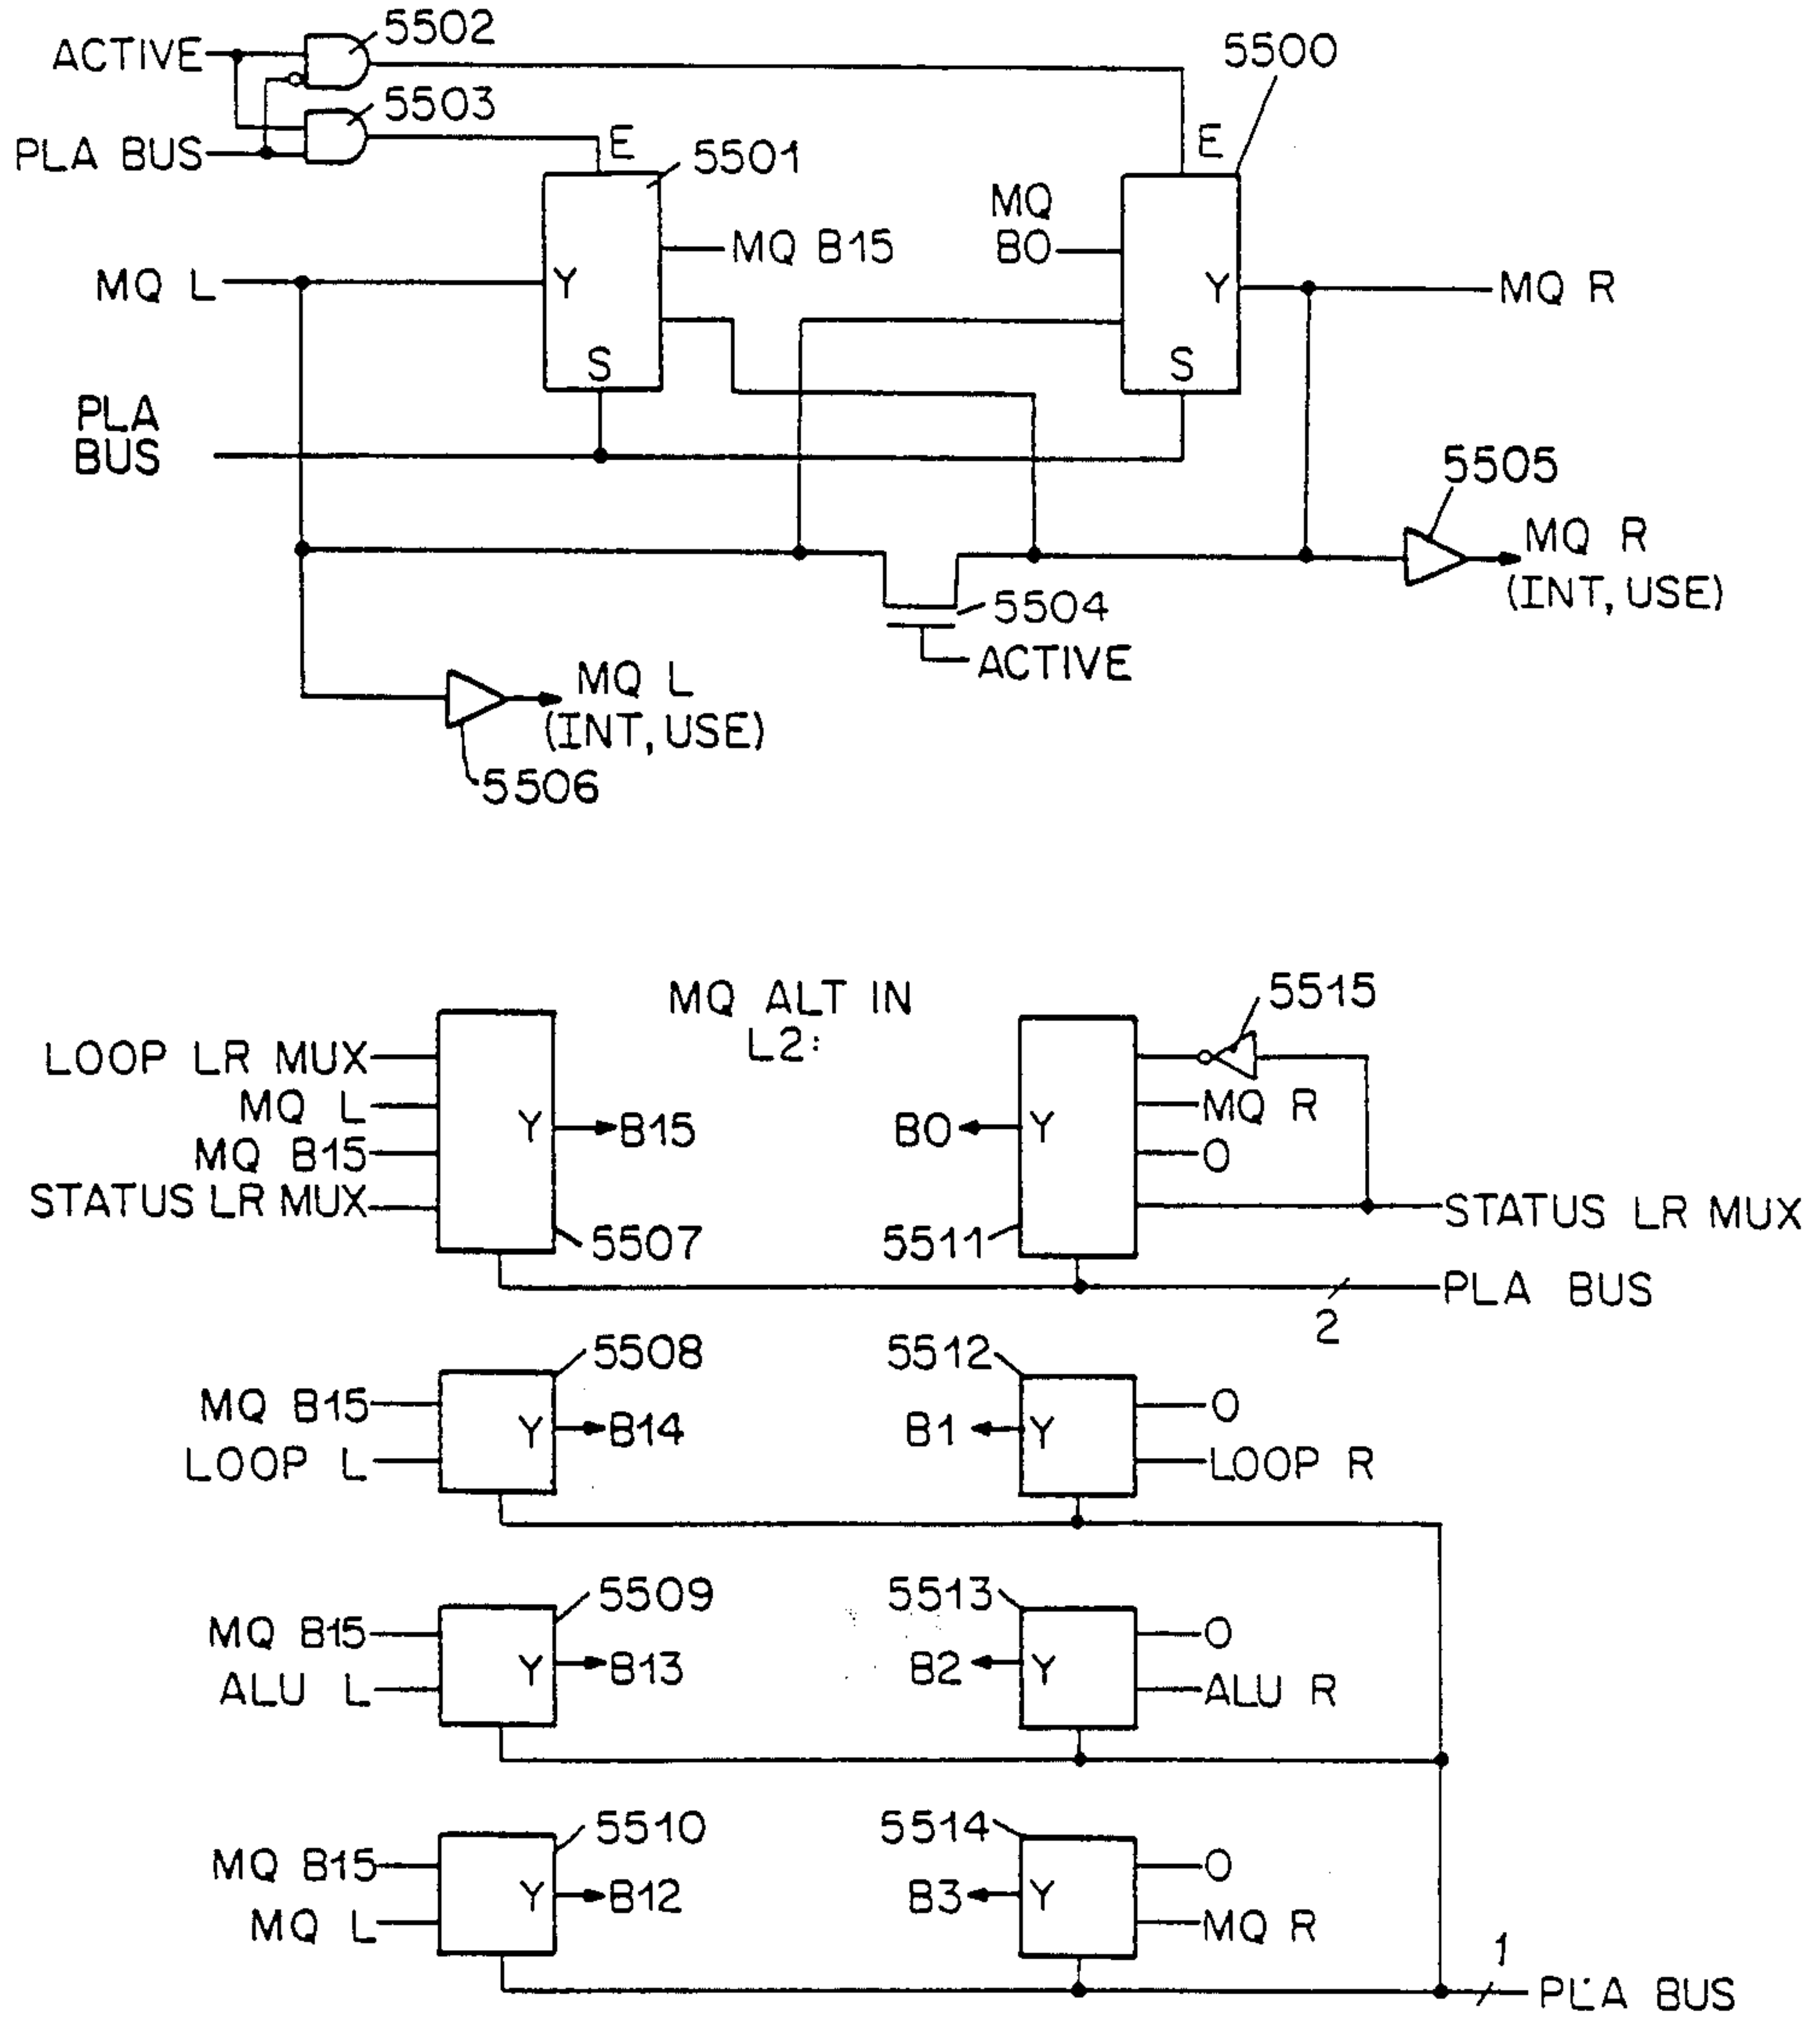 5502
ACTIVE
5500
5503
PLA BUS
E
E
5501
MQ
B0
MQ B15
MQ L
Y
Y
MQ R
S
S
PLA
BUS
5505
MQ R
(INT, USE)
5504
ACTIVE
MQ L
(INT, USE)
5506
MQ ALT IN
L2:
5515
LOOP LR MUX
MQ L
Y
B15
B0
Y
MQ R
MQ B15
0
STATUS LR MUX
STATUS LR MUX
5507
5511
PLA BUS
2
5508
5512
MQ B15
Y
B14
B1
Y
0
LOOP L
LOOP R
5509
5513
MQ B15
Y
B13
B2
Y
0
ALU L
ALU R
5510
5514
MQ B15
Y
B12
B3
Y
0
MQ L
MQ R
1
PLA BUS